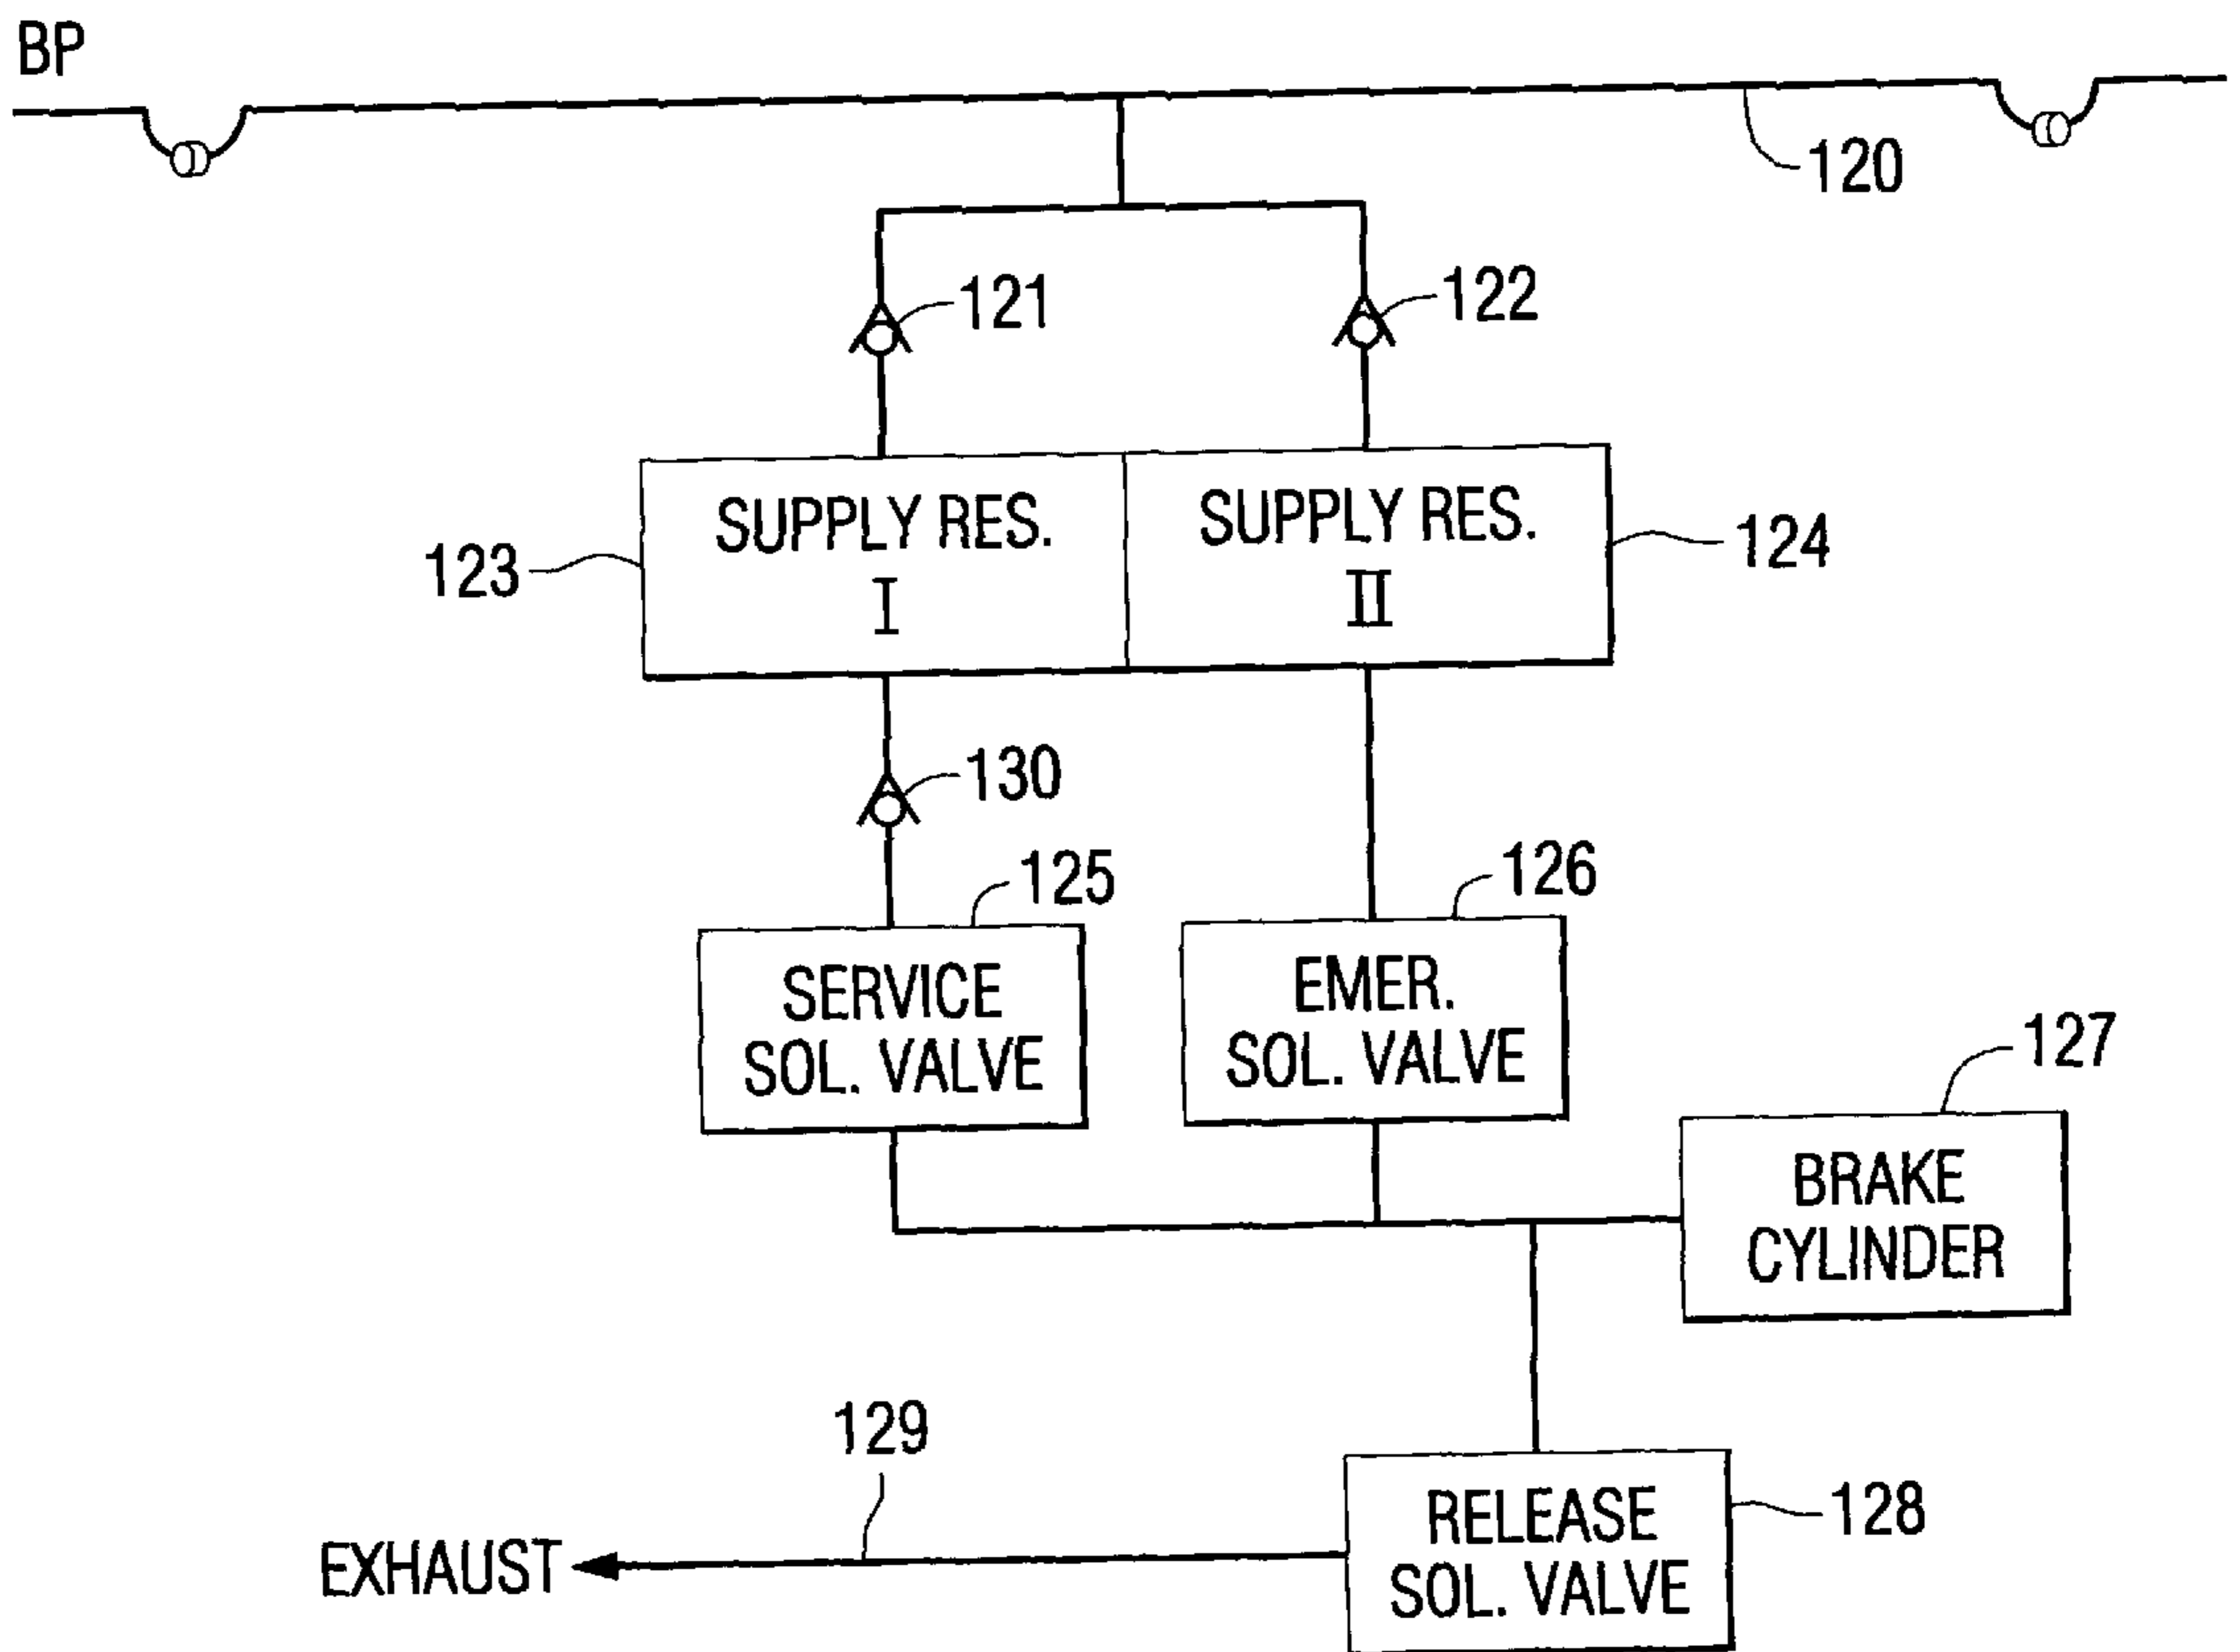 BP
120
121
122
SUPPLY RES.
I
SUPPLY RES.
II
123
124
130
125
126
SERVICE
SOL. VALVE
EMER.
SOL. VALVE
127
BRAKE
CYLINDER
129
EXHAUST
RELEASE
SOL. VALVE
128